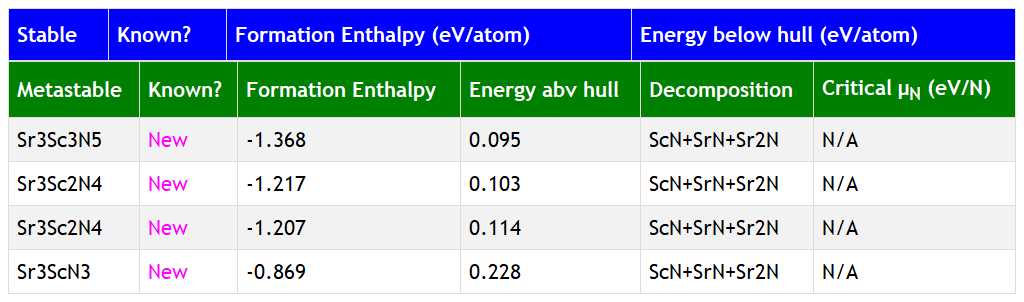 Stable Known? Formation Enthalpy (eV/atom) Energy below hull (eV/atom)
Metastable Known? Formation Enthalpy Energy abv hull Decomposition Critical μN (eV/N)
Sr3Sc3N5 New -1.368 0.095 ScN+SrN+Sr2N N/A
Sr3Sc2N4 New -1.217 0.103 ScN+SrN+Sr2N N/A
Sr3Sc2N4 New -1.207 0.114 ScN+SrN+Sr2N N/A
Sr3ScN3 New -0.869 0.228 ScN+SrN+Sr2N N/A